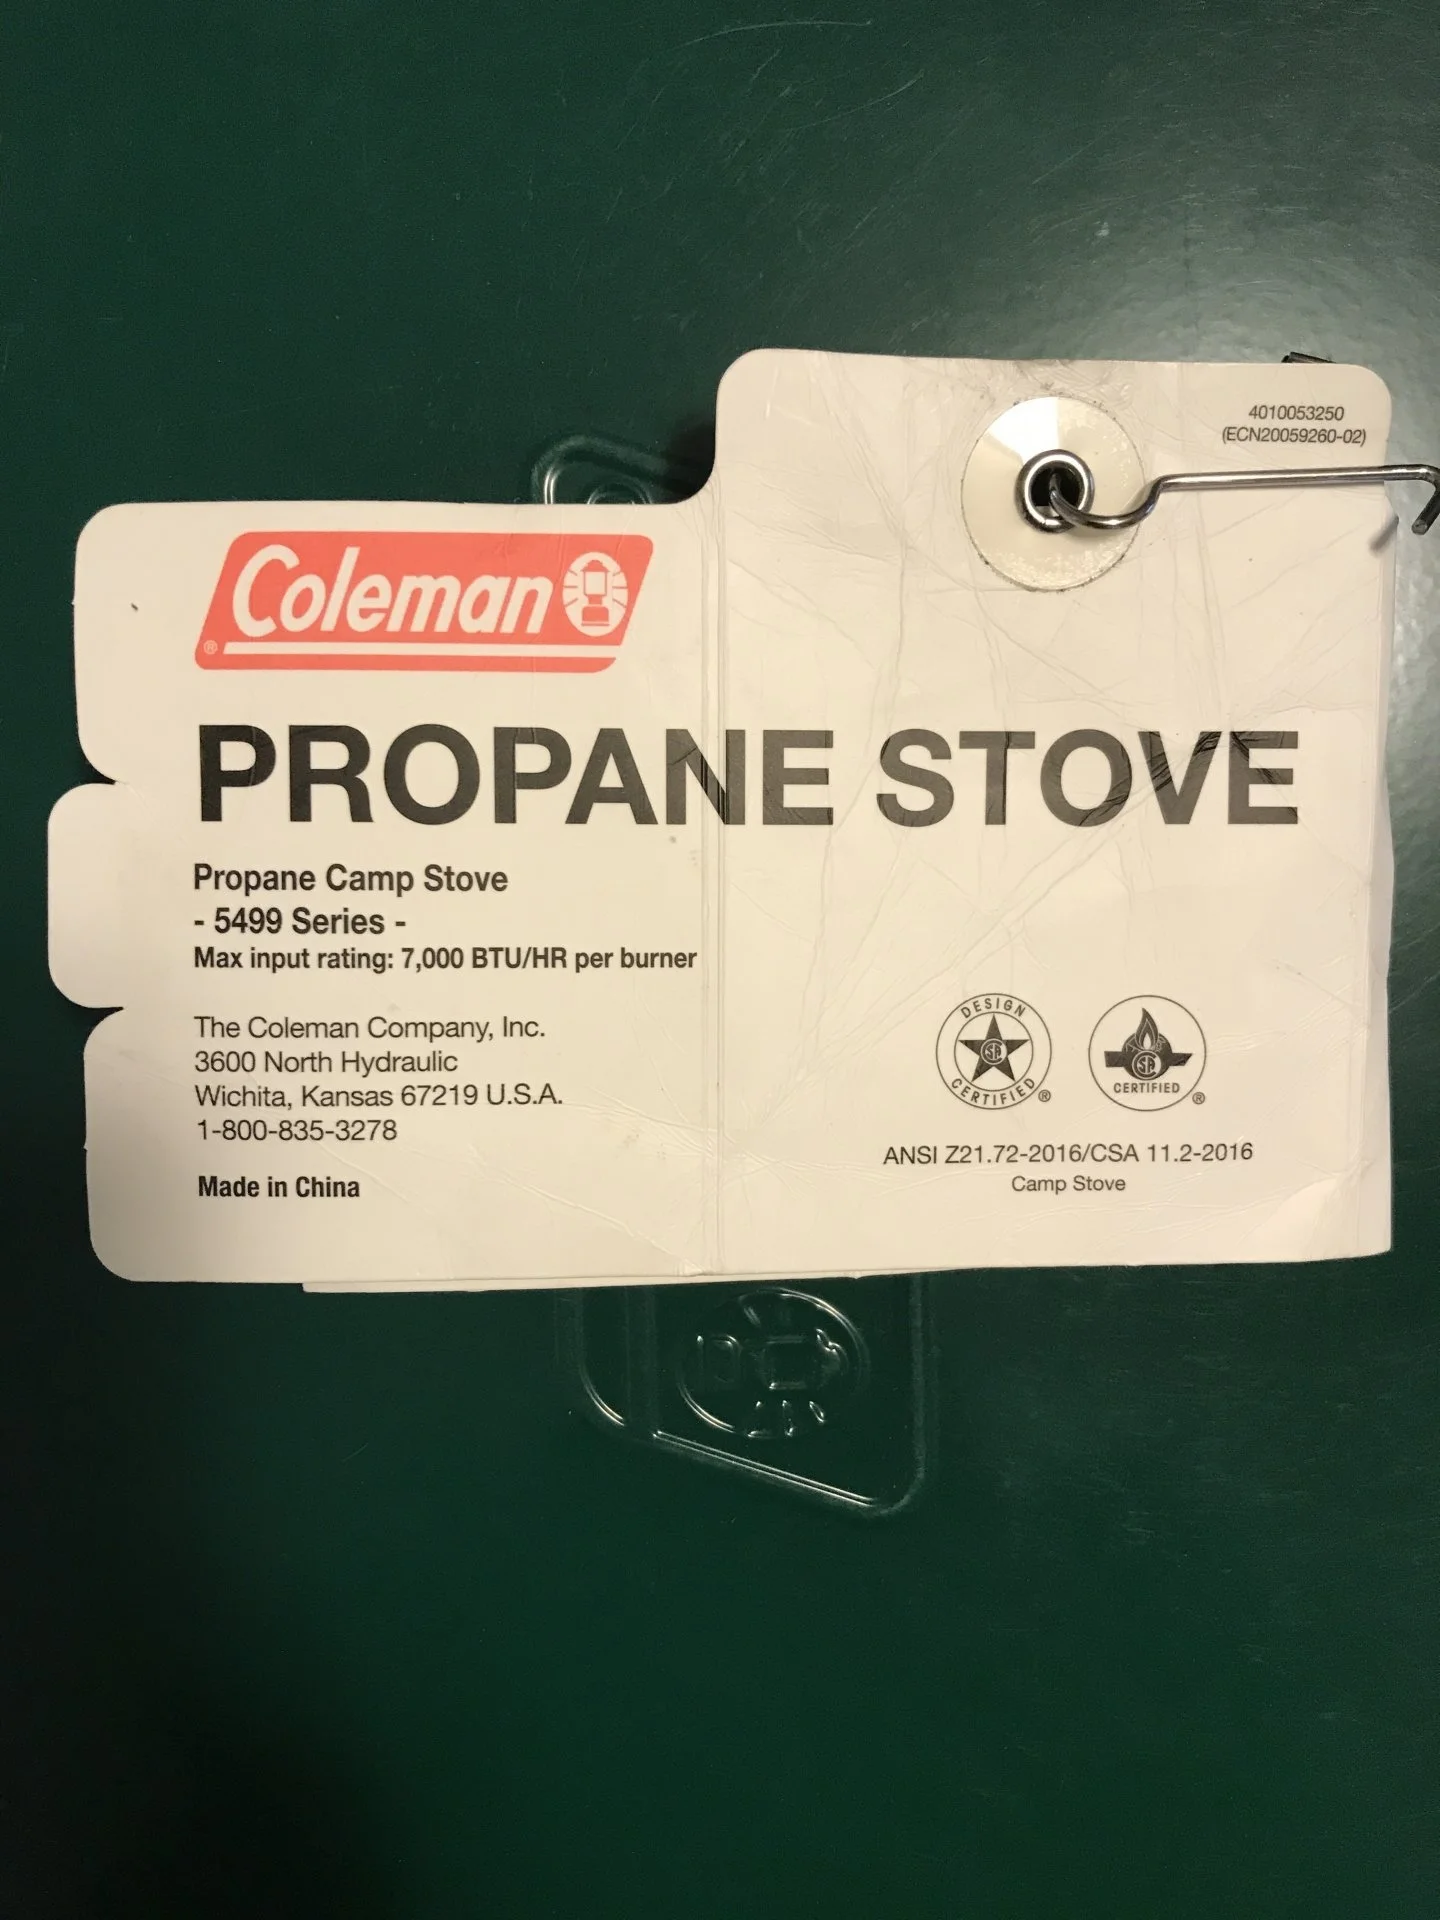 4010053250
(ECN20059260-02)
Coleman
®
PROPANE STOVE
Propane Camp Stove
- 5499 Series -
Max input rating: 7,000 BTU/HR per burner
The Coleman Company, Inc.
3600 North Hydraulic
Wichita, Kansas 67219 U.S.A.
1-800-835-3278
Made in China
DESIGN
CERTIFIED ®
CERTIFIED ®
ANSI Z21.72-2016/CSA 11.2-2016
Camp Stove